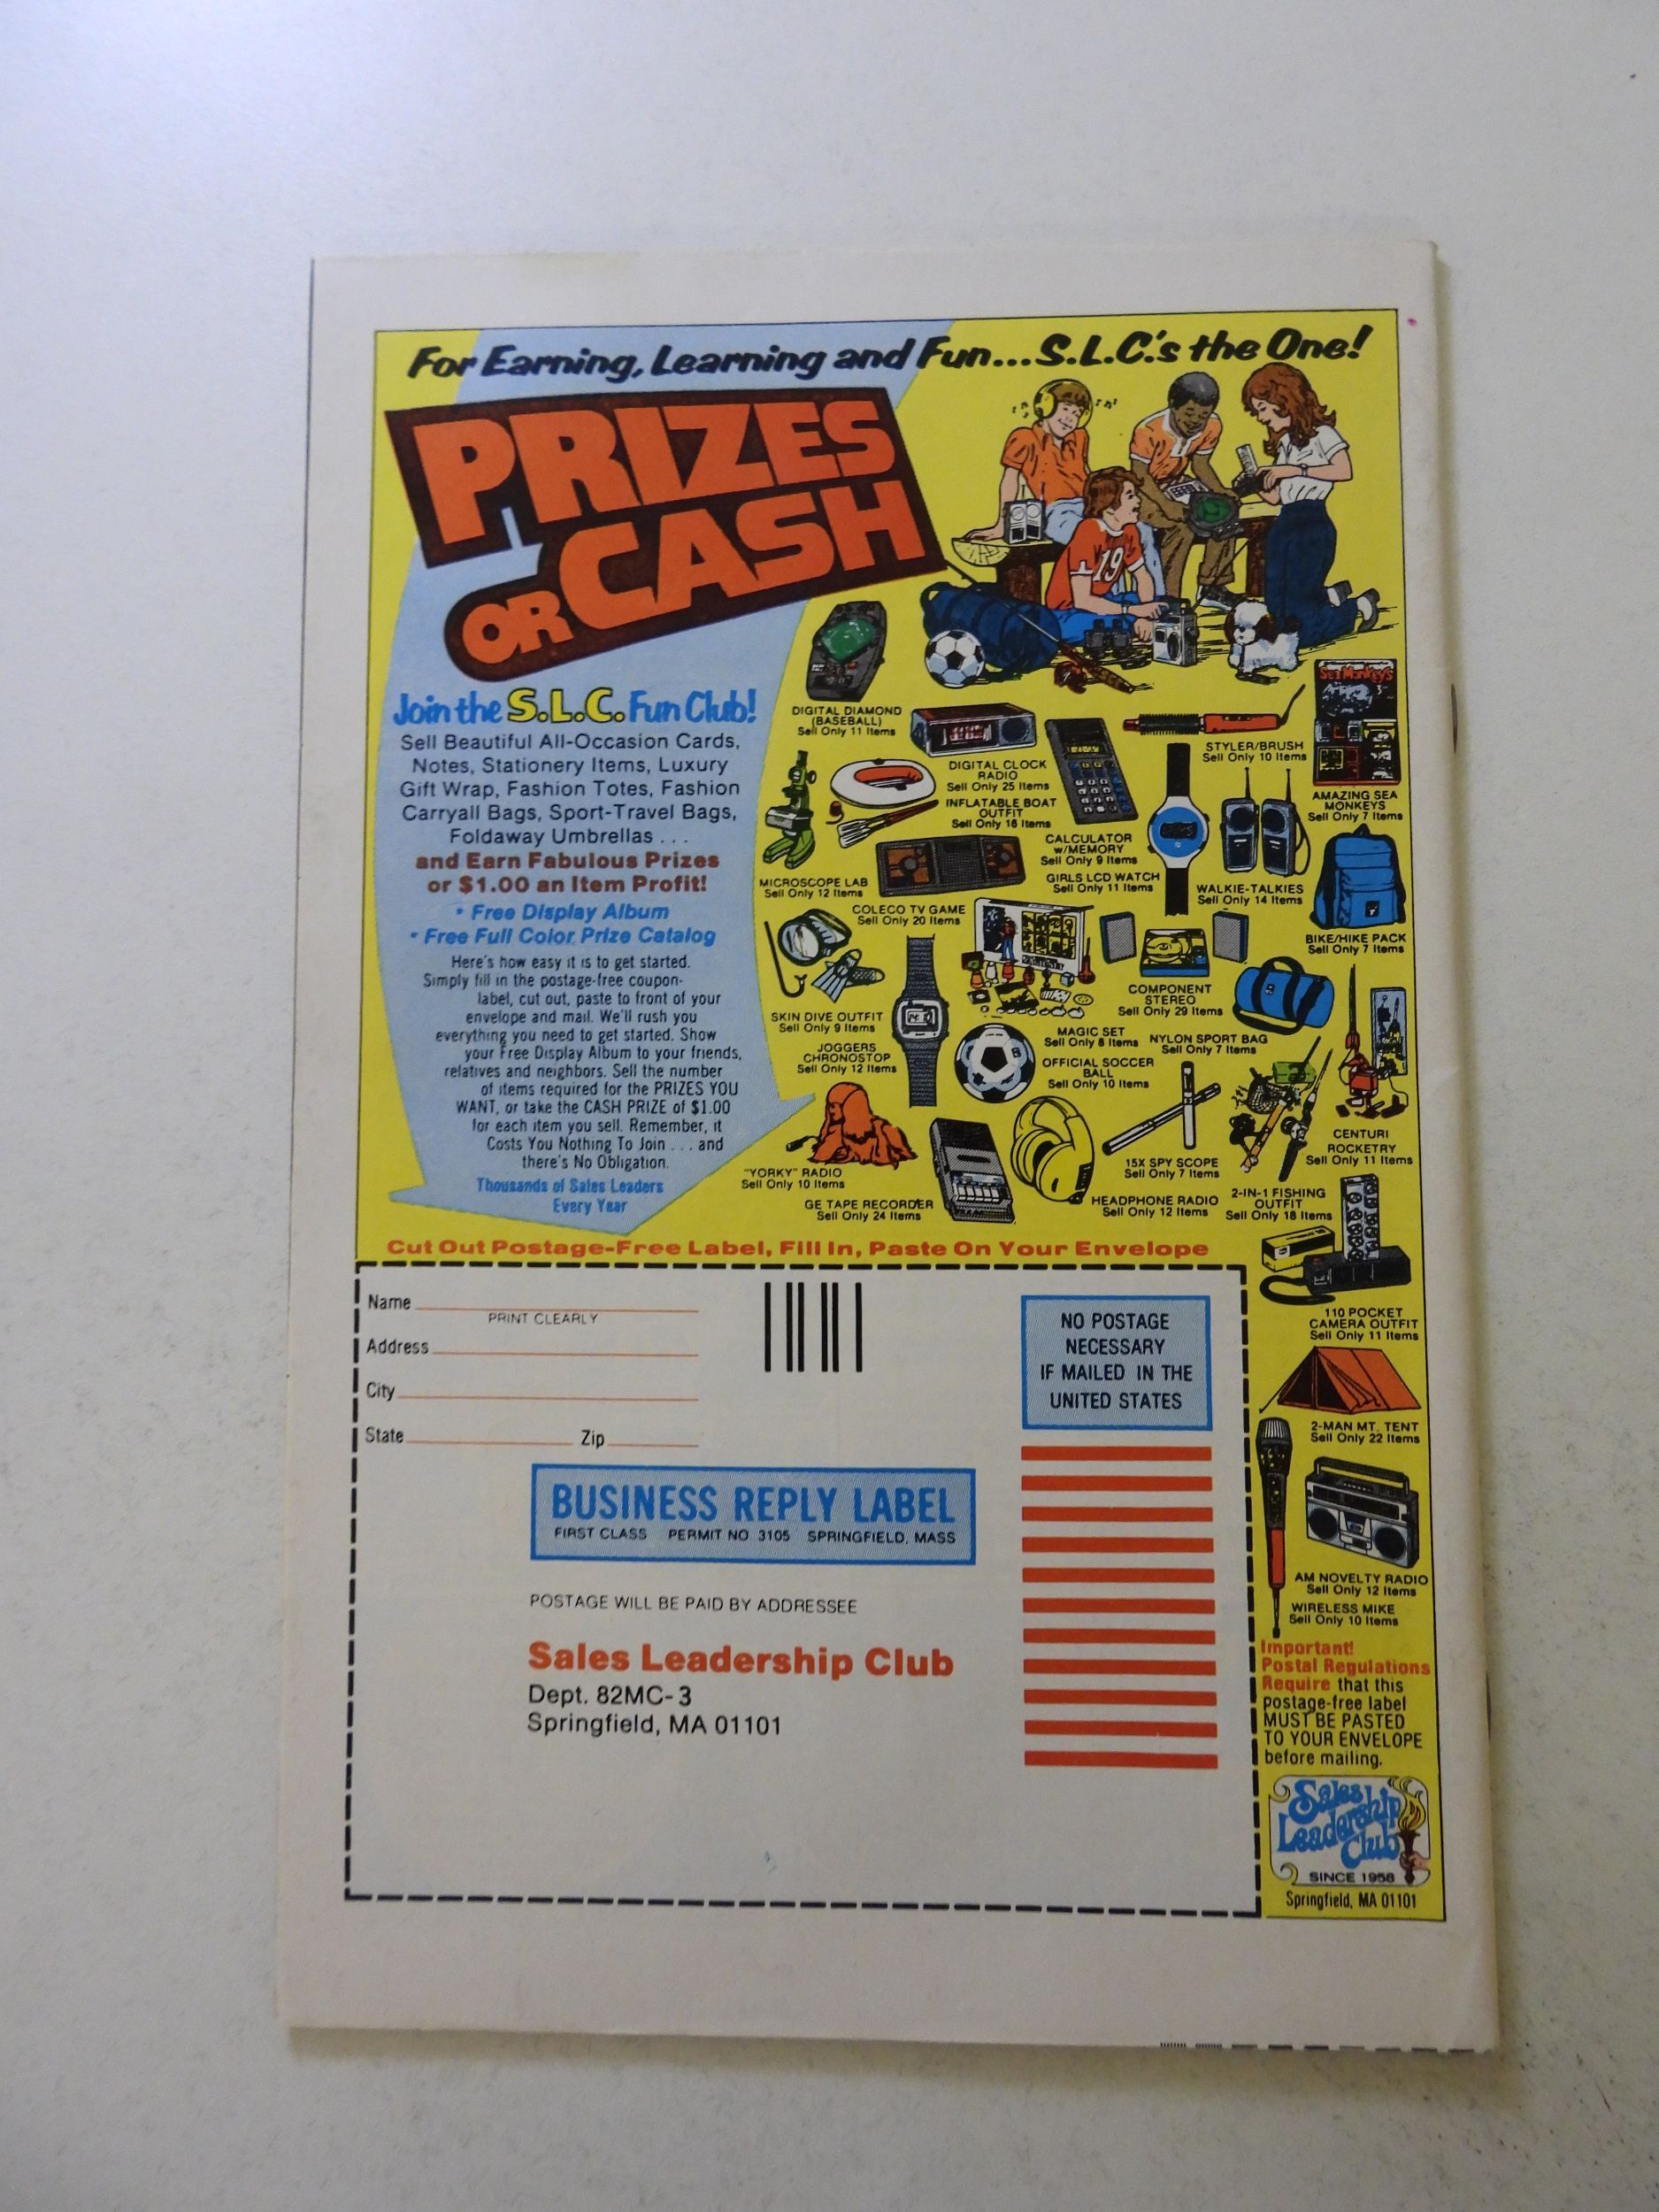 For Earning, Learning and Fun...S.L.C.'s the One!
PRIZES
OR CASH
Join the S.L.C. Fun Club!
Sell Beautiful All-Occasion Cards,
Notes, Stationery Items, Luxury
Gift Wrap, Fashion Totes, Fashion
Carryall Bags, Sport-Travel Bags,
Foldaway Umbrellas . . .
and Earn Fabulous Prizes
or $1.00 an Item Profit!
• Free Display Album
• Free Full Color Prize Catalog
Here's how easy it is to get started.
Simply fill in the postage-free coupon-
label, cut out, paste to front of your
envelope and mail. We'll rush you
everything you need to get started. Show
your Free Display Album to your friends,
relatives and neighbors. Sell the number
of items required for the PRIZES YOU
WANT, or take the CASH PRIZE of $1.00
for each item you sell. Remember, it
Costs You Nothing To Join . . . and
there's No Obligation.
Thousands of Sales Leaders
Every Year
19
DIGITAL DIAMOND
(BASEBALL)
Sell Only 11 Items
DIGITAL CLOCK
RADIO
Sell Only 25 Items
STYLER/BRUSH
Sell Only 10 Items
Sea Monkeys
AMAZING SEA
MONKEYS
Sell Only 7 Items
INFLATABLE BOAT
OUTFIT
Sell Only 16 Items
CALCULATOR
w/MEMORY
Sell Only 9 Items
MICROSCOPE LAB
Sell Only 12 Items
GIRLS LCD WATCH
Sell Only 11 Items
WALKIE-TALKIES
Sell Only 14 Items
COLECO TV GAME
Sell Only 20 Items
BIKE/HIKE PACK
Sell Only 7 Items
SKIN DIVE OUTFIT
Sell Only 9 Items
COMPONENT
STEREO
Sell Only 29 Items
MAGIC SET
Sell Only 8 Items
NYLON SPORT BAG
Sell Only 7 Items
JOGGERS
CHRONOSTOP
Sell Only 12 Items
OFFICIAL SOCCER
BALL
Sell Only 10 Items
CENTURI
ROCKETRY
Sell Only 11 Items
"YORKY" RADIO
Sell Only 10 Items
15X SPY SCOPE
Sell Only 7 Items
GE TAPE RECORDER
Sell Only 24 Items
HEADPHONE RADIO
Sell Only 12 Items
2-IN-1 FISHING
OUTFIT
Sell Only 18 Items
Cut Out Postage-Free Label, Fill In, Paste On Your Envelope
110 POCKET
CAMERA OUTFIT
Sell Only 11 Items
2-MAN MT. TENT
Sell Only 22 Items
AM NOVELTY RADIO
Sell Only 12 Items
WIRELESS MIKE
Sell Only 10 Items
Important!
Postal Regulations
Require that this
postage-free label
MUST BE PASTED
TO YOUR ENVELOPE
before mailing.
Sales
Leadership
Club
SINCE 1958
Springfield, MA 01101
Name
PRINT CLEARLY
Address
City
State Zip
NO POSTAGE
NECESSARY
IF MAILED IN THE
UNITED STATES
BUSINESS REPLY LABEL
FIRST CLASS PERMIT NO. 3105 SPRINGFIELD, MASS
POSTAGE WILL BE PAID BY ADDRESSEE
Sales Leadership Club
Dept. 82MC-3
Springfield, MA 01101